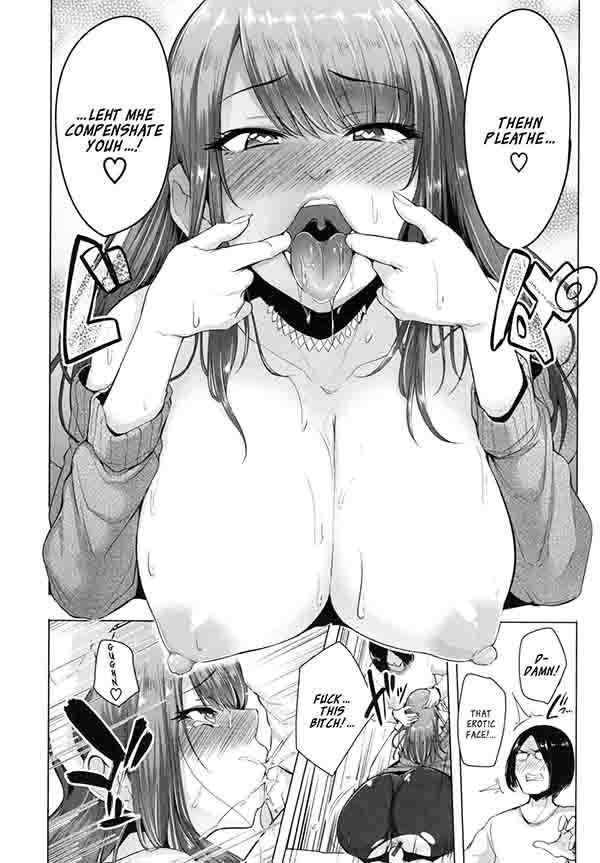 THEHN
PLEATHE...
♡
...LEHT MHE
COMPENSHATE
YOUH...!
♡
D-
DAMN!
THAT
EROTIC
FACE!...
FUCK...
THIS
BITCH!...
GUGHN
♡